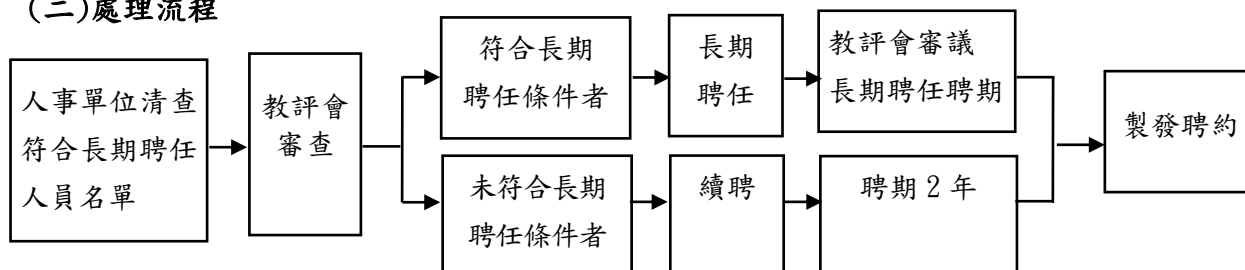 (二)處理流程
人事單位清查
符合長期聘任
人員名單
教評會
審查
符合長期
聘任條件者
長期
聘任
教評會審議
長期聘任聘期
未符合長期
聘任條件者
續聘
聘期2年
製發聘約